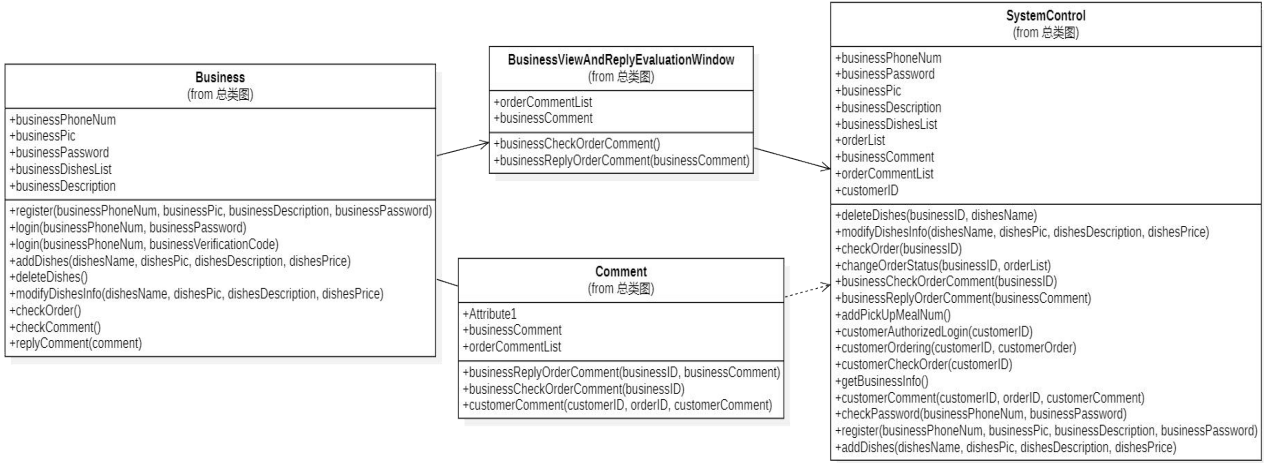 Business
(from 总类图)
+businessPhoneNum
+businessPic
+businessPassword
+businessDishesList
+businessDescription
+register(businessPhoneNum, businessPic, businessDescription, businessPassword)
+login(businessPhoneNum, businessPassword)
+login(businessPhoneNum, businessVerificationCode)
+addDishes(dishesName, dishesPic, dishesDescription, dishesPrice)
+deleteDishes()
+modifyDishesInfo(dishesName, dishesPic, dishesDescription, dishesPrice)
+checkOrder()
+checkComment()
+replyComment(comment)
BusinessViewAndReplyEvaluationWindow
(from 总类图)
+orderCommentList
+businessComment
+businessCheckOrderComment()
+businessReplyOrderComment(businessComment)
Comment
(from 总类图)
+Attribute1
+businessComment
+orderCommentList
+businessReplyOrderComment(businessID, businessComment)
+businessCheckOrderComment(businessID)
+customerComment(customerID, orderID, customerComment)
SystemControl
(from 总类图)
+businessPhoneNum
+businessPassword
+businessPic
+businessDescription
+businessDishesList
+orderList
+businessComment
+orderCommentList
+customerID
+deleteDishes(businessID, dishesName)
+modifyDishesInfo(dishesName, dishesPic, dishesDescription, dishesPrice)
+checkOrder(businessID)
+changeOrderStatus(businessID, orderList)
+businessCheckOrderComment(businessID)
+businessReplyOrderComment(businessComment)
+addPickUpMealNum()
+customerAuthorizedLogin(customerID)
+customerOrdering(customerID, customerOrder)
+customerCheckOrder(customerID)
+getBusinessInfo()
+customerComment(customerID, orderID, customerComment)
+checkPassword(businessPhoneNum, businessPassword)
+register(businessPhoneNum, businessPic, businessDescription, businessPassword)
+addDishes(dishesName, dishesPic, dishesDescription, dishesPrice)